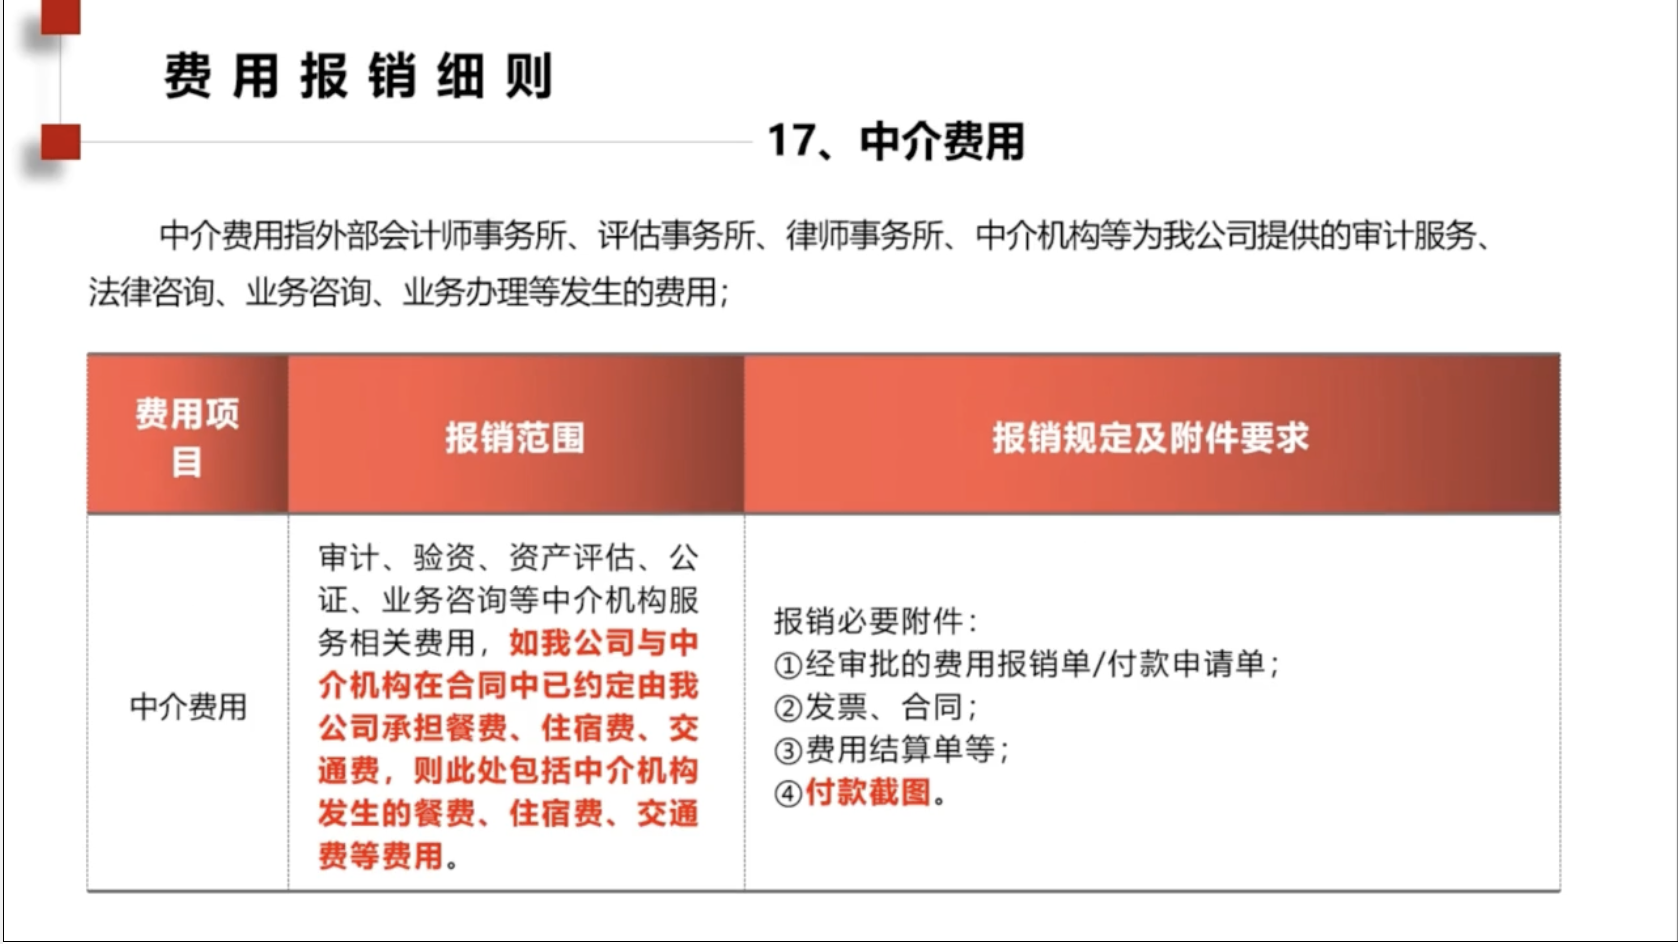 费用报销细则
17、中介费用
中介费用指外部会计师事务所、评估事务所、律师事务所、中介机构等为我公司提供的审计服务、
法律咨询、业务咨询、业务办理等发生的费用；
费用项
目
报销范围
报销规定及附件要求
中介费用
审计、验资、资产评估、公
证、业务咨询等中介机构服
务相关费用，如我公司与中
介机构在合同中已约定由我
公司承担餐费、住宿费、交
通费，则此处包括中介机构
发生的餐费、住宿费、交通
费等费用。
报销必要附件：
①经审批的费用报销单/付款申请单；
②发票、合同；
③费用结算单等；
④付款截图。